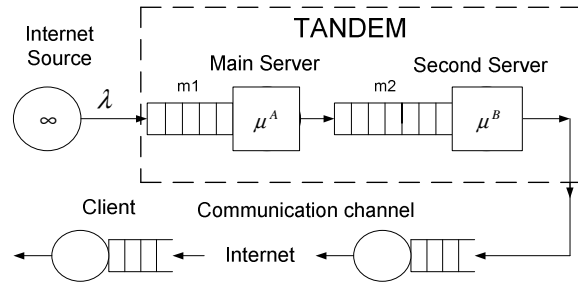 TANDEM
Internet
Source
Main Server
Second Server
m1
m2
λ
∞
μ^A
μ^B
Client
Communication channel
Internet